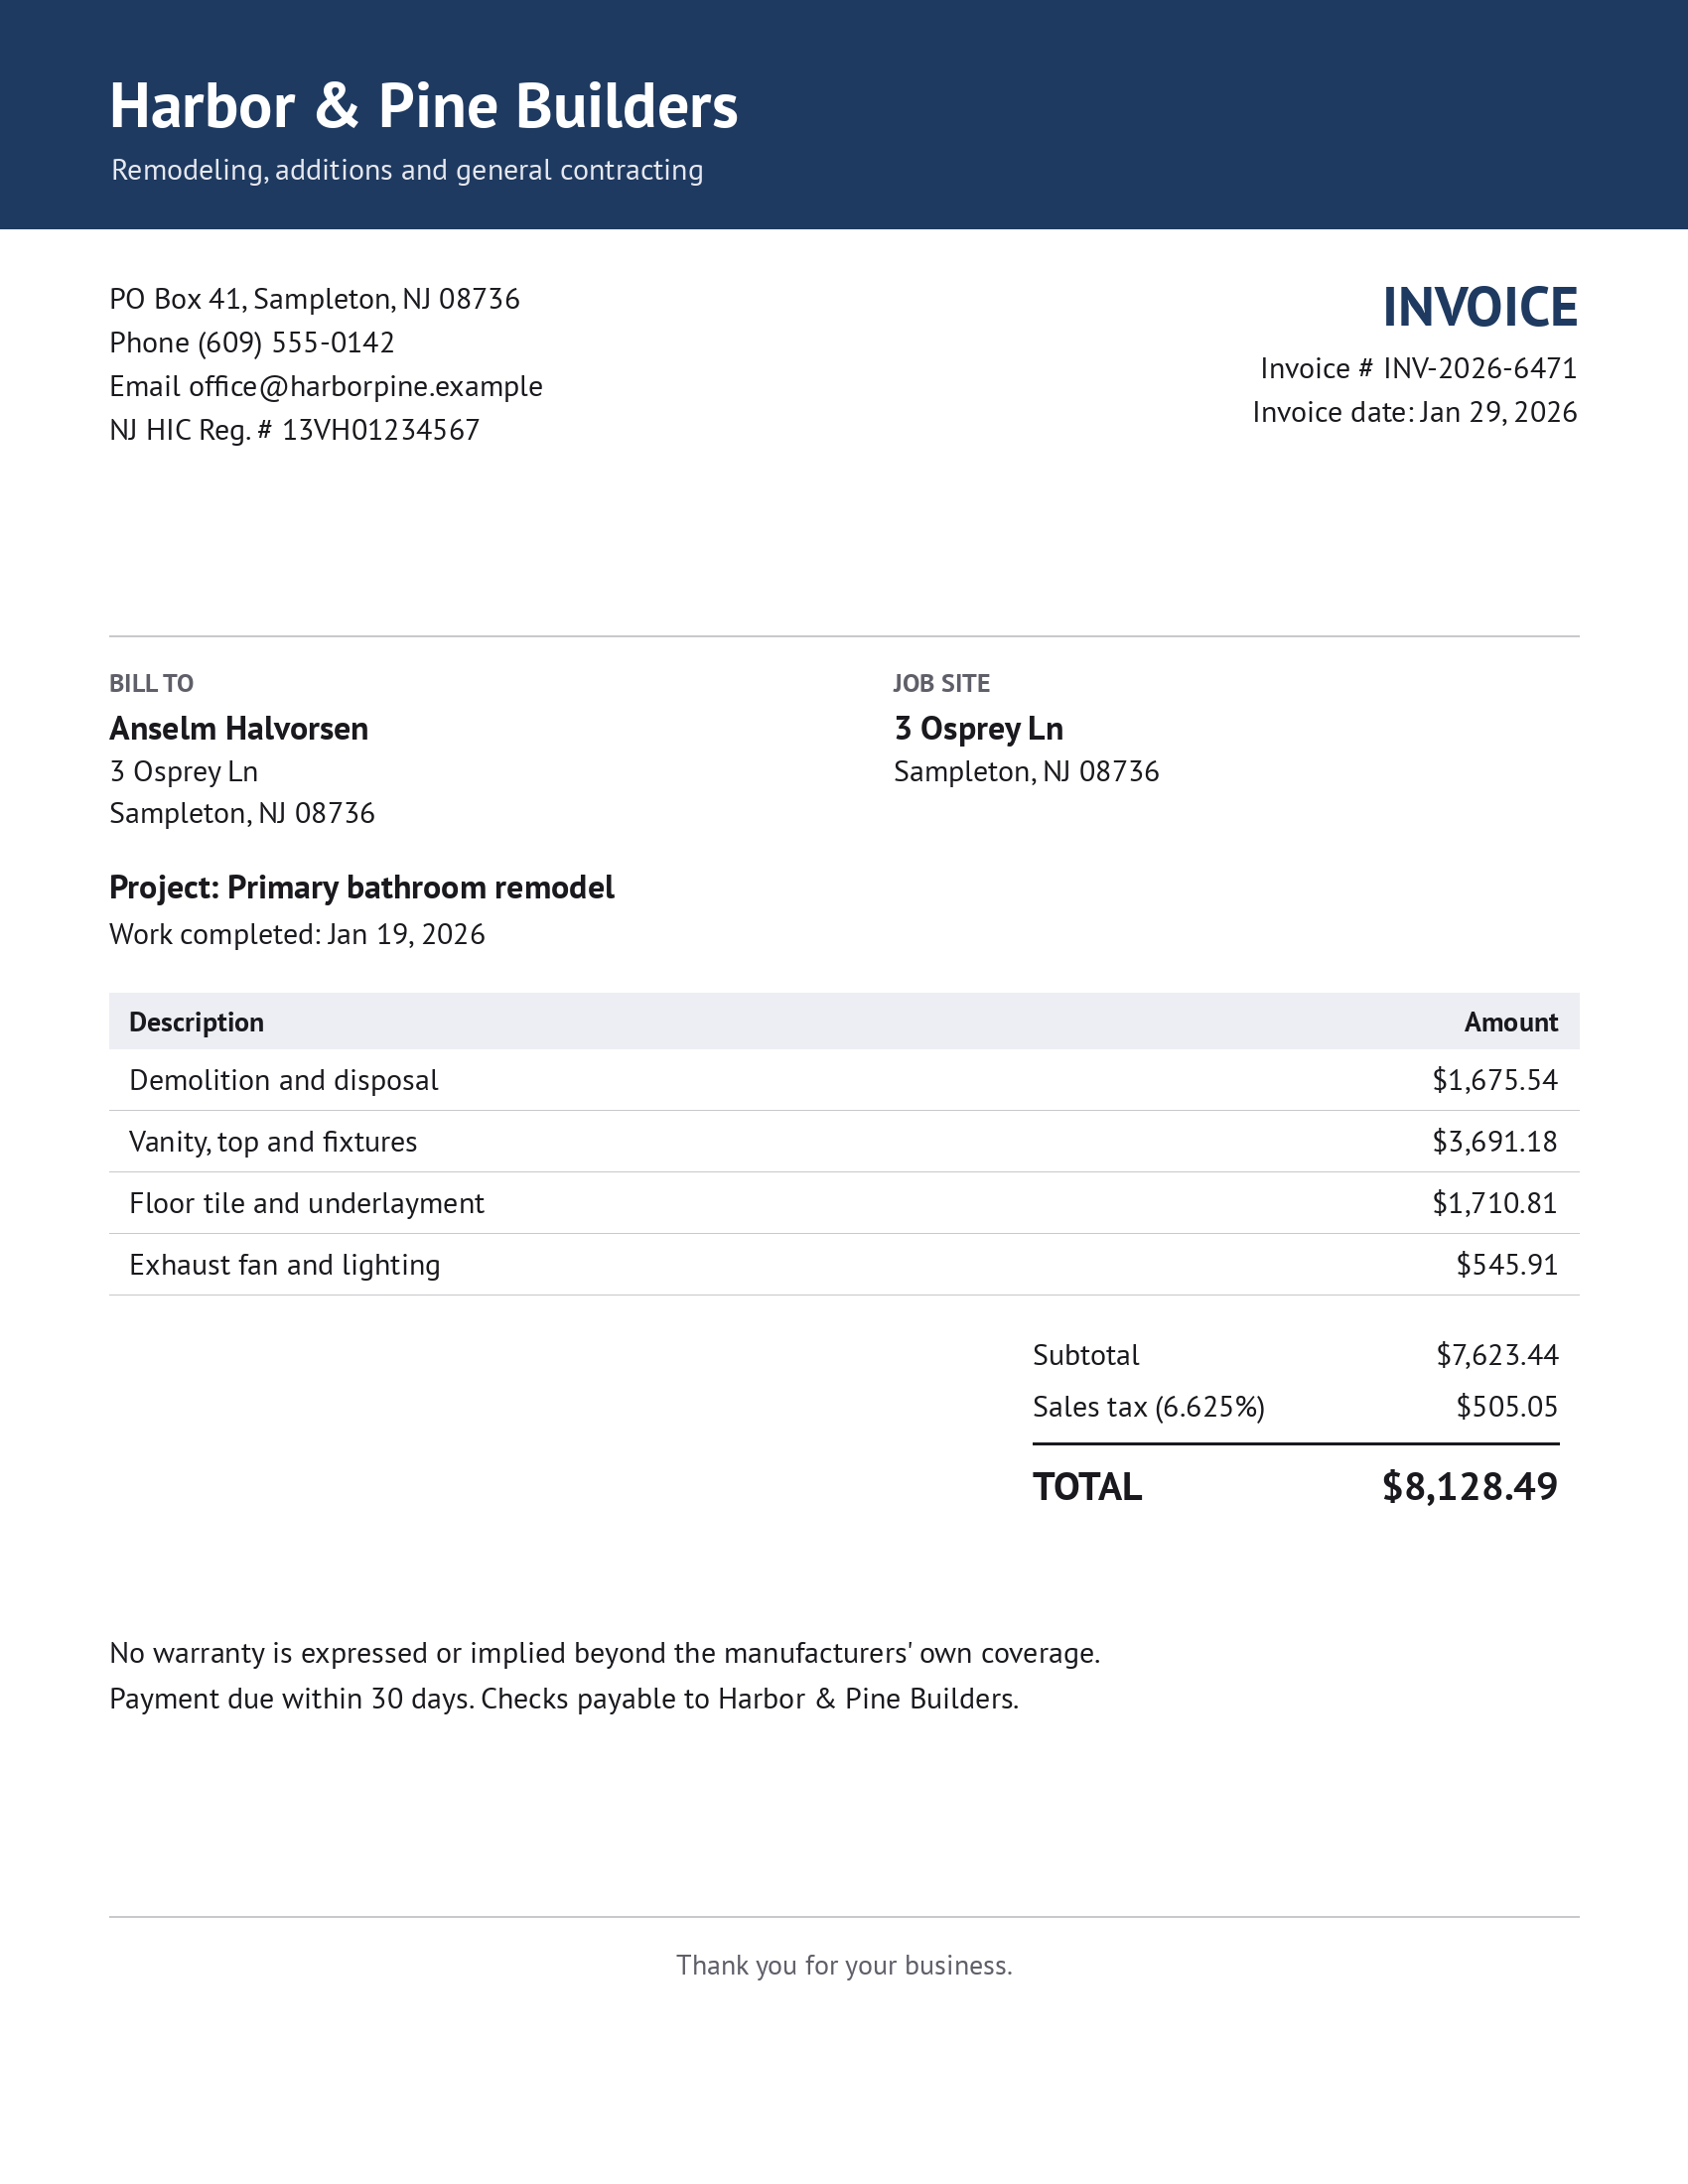 Harbor & Pine Builders
Remodeling, additions and general contracting
PO Box 41, Sampleton, NJ 08736
Phone (609) 555-0142
Email office@harborpine.example
NJ HIC Reg. # 13VH01234567
INVOICE
Invoice # INV-2026-6471
Invoice date: Jan 29, 2026
BILL TO
Anselm Halvorsen
3 Osprey Ln
Sampleton, NJ 08736
JOB SITE
3 Osprey Ln
Sampleton, NJ 08736
Project: Primary bathroom remodel
Work completed: Jan 19, 2026
Description Amount
Demolition and disposal $1,675.54
Vanity, top and fixtures $3,691.18
Floor tile and underlayment $1,710.81
Exhaust fan and lighting $545.91
Subtotal $7,623.44
Sales tax (6.625%) $505.05
TOTAL $8,128.49
No warranty is expressed or implied beyond the manufacturers' own coverage.
Payment due within 30 days. Checks payable to Harbor & Pine Builders.
Thank you for your business.